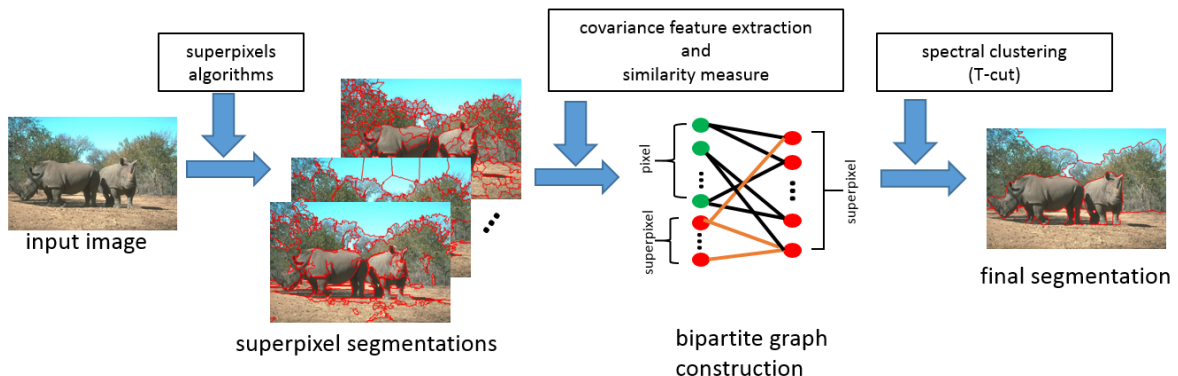 superpixels
algorithms
covariance feature extraction
and
similarity measure
spectral clustering
(T-cut)
input image
superpixel segmentations
pixel
superpixel
superpixel
bipartite graph
construction
final segmentation